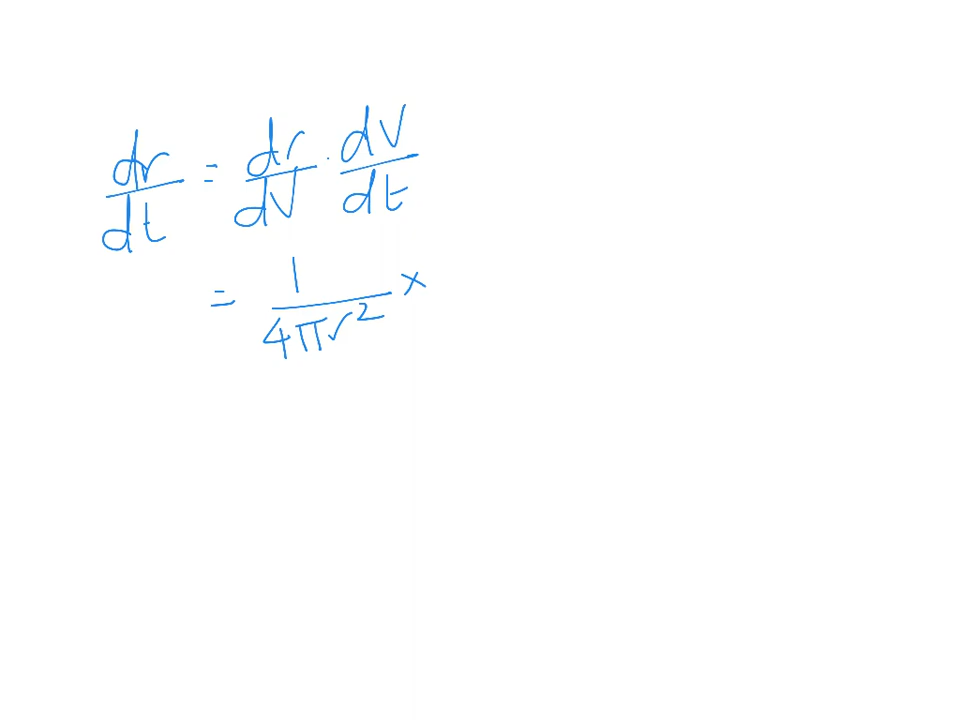 dr/dt = dr/dV · dV/dt
= 1/4πr² ×